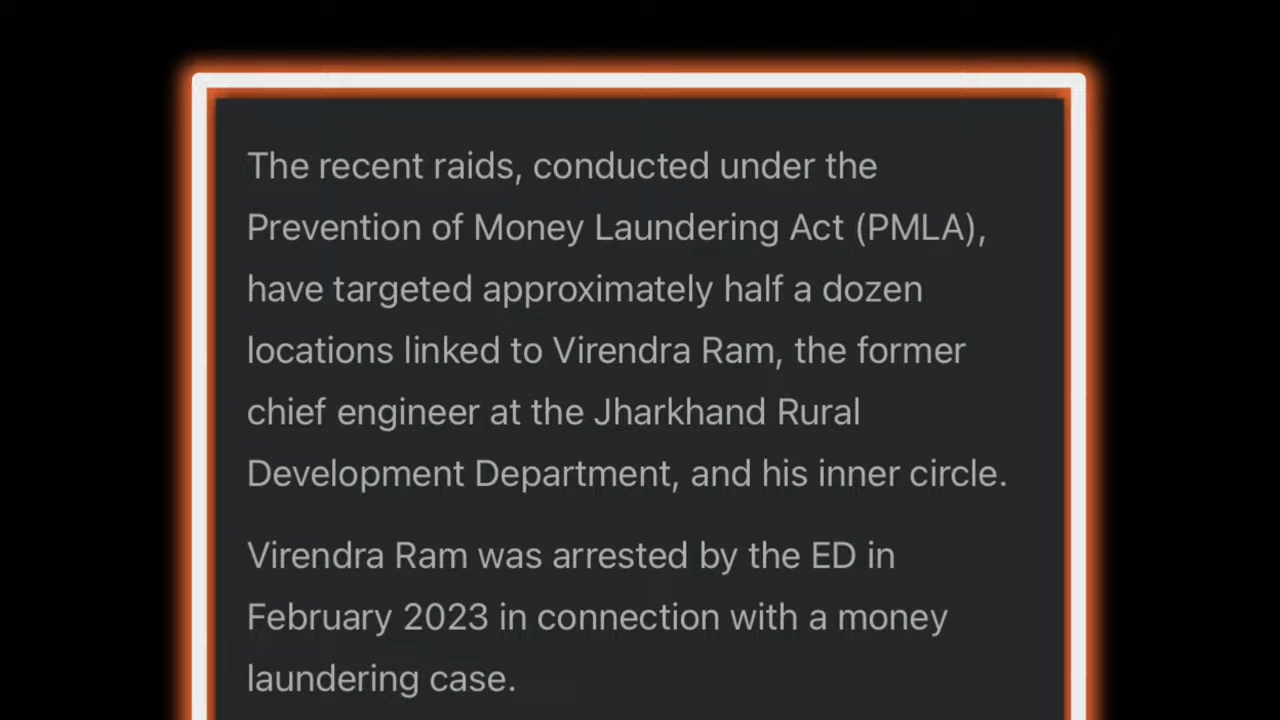 The recent raids, conducted under the
Prevention of Money Laundering Act (PMLA),
have targeted approximately half a dozen
locations linked to Virendra Ram, the former
chief engineer at the Jharkhand Rural
Development Department, and his inner circle.
Virendra Ram was arrested by the ED in
February 2023 in connection with a money
laundering case.